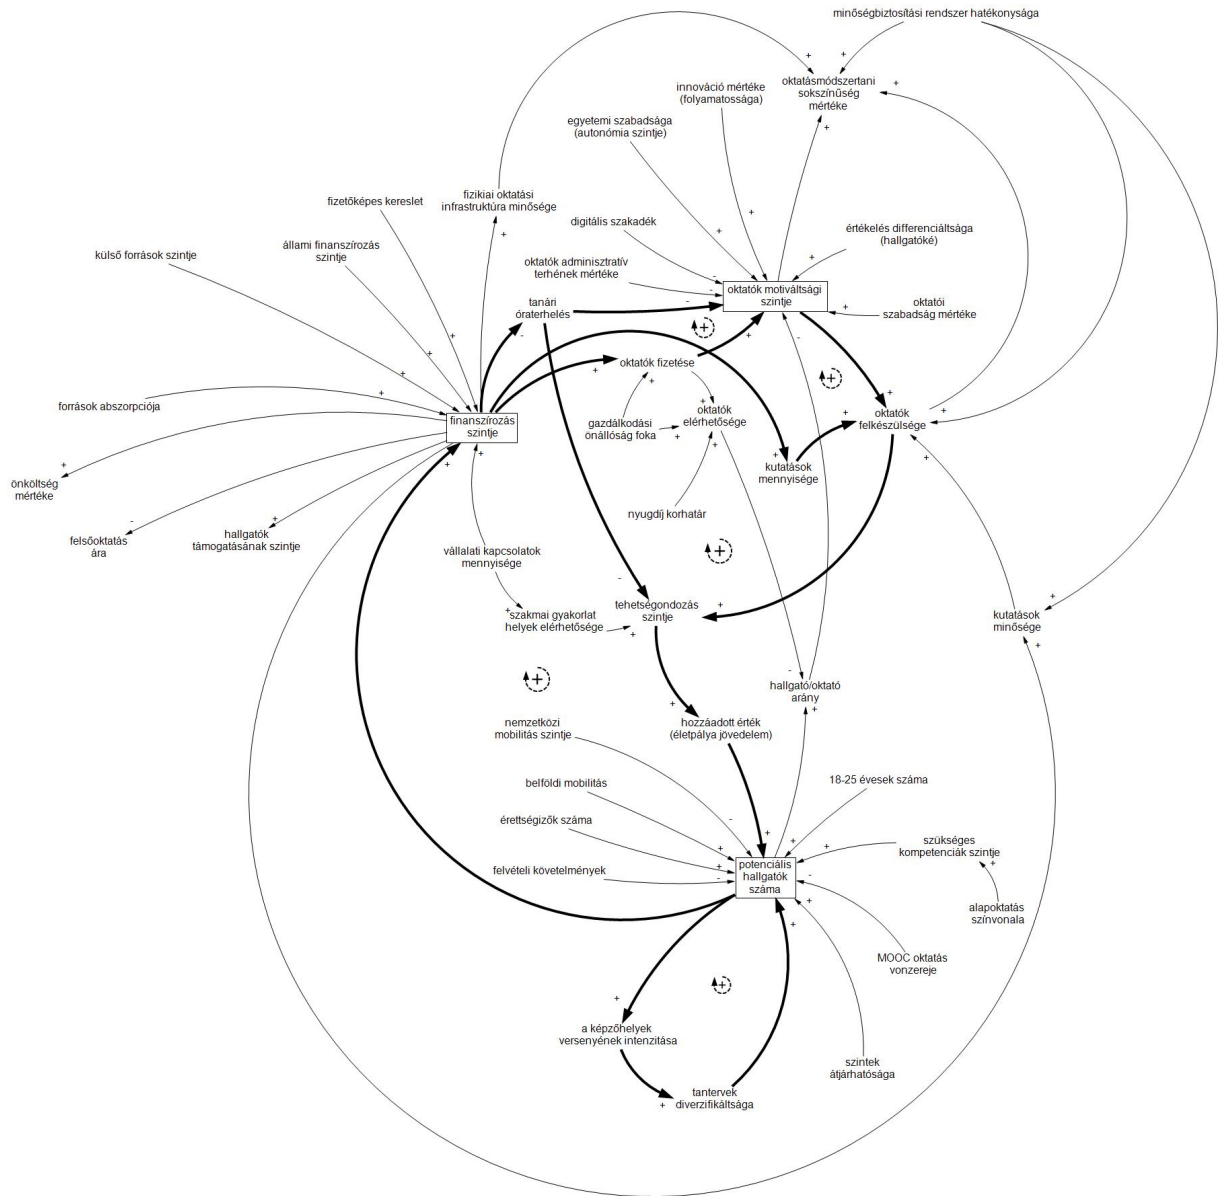 minőségbiztosítási rendszer hatékonysága
oktatásmódszertani
sokszínűség
mértéke
innováció mértéke
(folyamatossága)
egyetemi szabadsága
(autonómia szintje)
fizikiai oktatási
infrastruktúra minősége
fizetőképes kereslet
digitális szakadék
értékelés differenciáltsága
(hallgatóké)
állami finanszírozás
szintje
külső források szintje
oktatók adminisztratív
terhének mértéke
oktatók motiváltsági
szintje
tanári
óraterhelés
oktatói
szabadság mértéke
oktatók fizetése
források abszorpciója
finanszírozás
szintje
gazdálkodási
önállóság foka
oktatók
elérhetősége
oktatók
felkészülsége
kutatások
mennyisége
önköltség
mértéke
nyugdíj korhatár
felsőoktatás
ára
hallgatók
támogatásának szintje
vállalati kapcsolatok
mennyisége
szakmai gyakorlat
helyek elérhetősége
tehetségondozás
szintje
kutatások
minősége
hallgató/oktató
arány
nemzetközi
mobilitás szintje
hozzáadott érték
(életpálya jövedelem)
belföldi mobilitás
18-25 évesek száma
érettségizők száma
szükséges
kompetenciák szintje
felvételi követelmények
potenciális
hallgatók
száma
alapoktatás
színvonala
MOOC oktatás
vonzereje
a képzőhelyek
versenyének intenzitása
szintek
átjárhatósága
tantervek
diverzifikáltsága